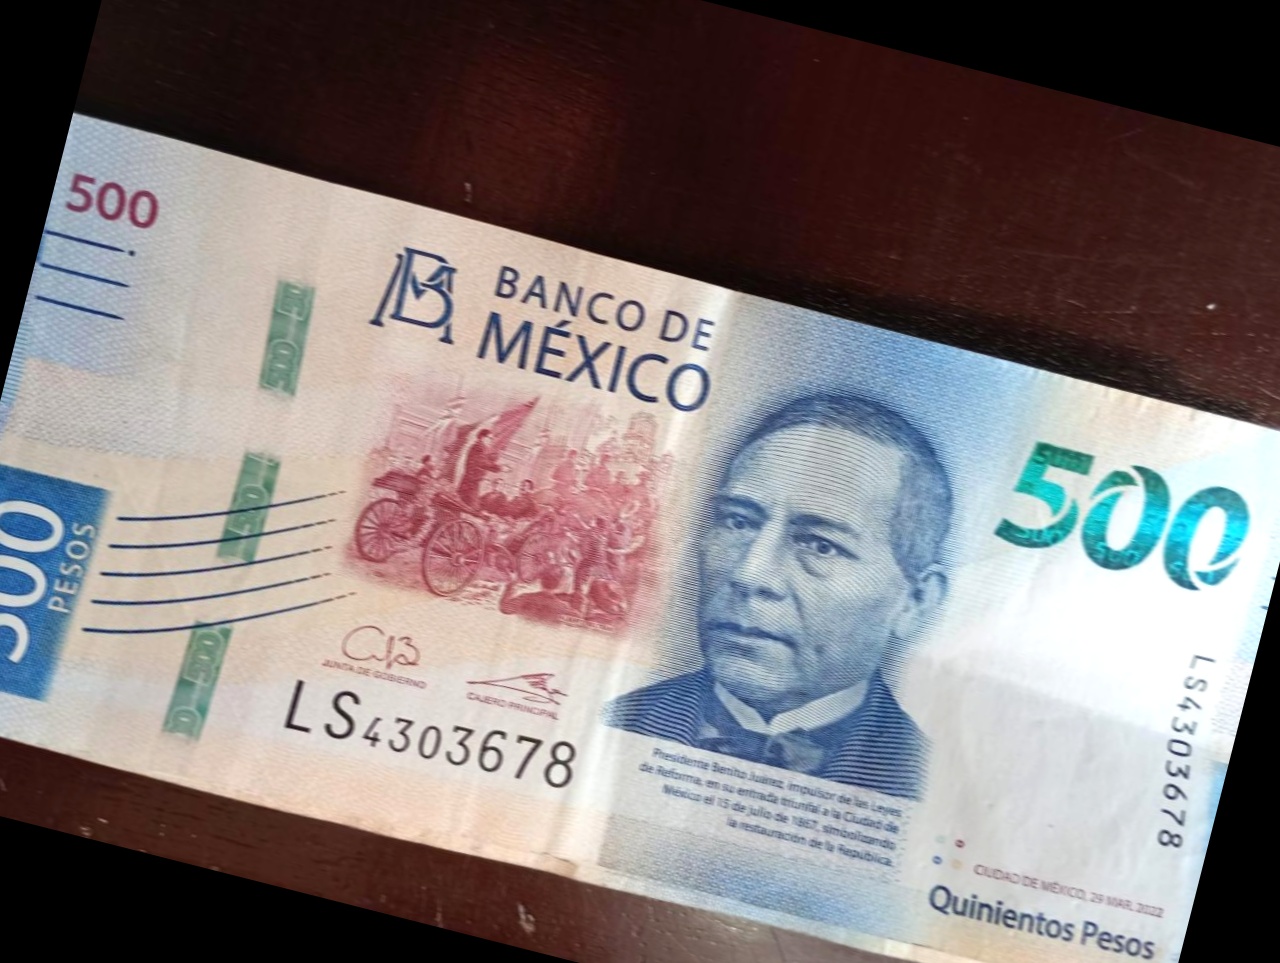 500
BANCO DE
MÉXICO
500
500
PESOS
JUNTA DE GOBIERNO
CAJERO PRINCIPAL
LS4303678
Presidente Benito Juárez, impulsor de las Leyes
de Reforma, en su entrada triunfal a la Ciudad de
México el 15 de julio de 1867, simbolizando
la restauración de la República.
LS4303678
CIUDAD DE MÉXICO, 29 MAR. 2022
Quinientos Pesos